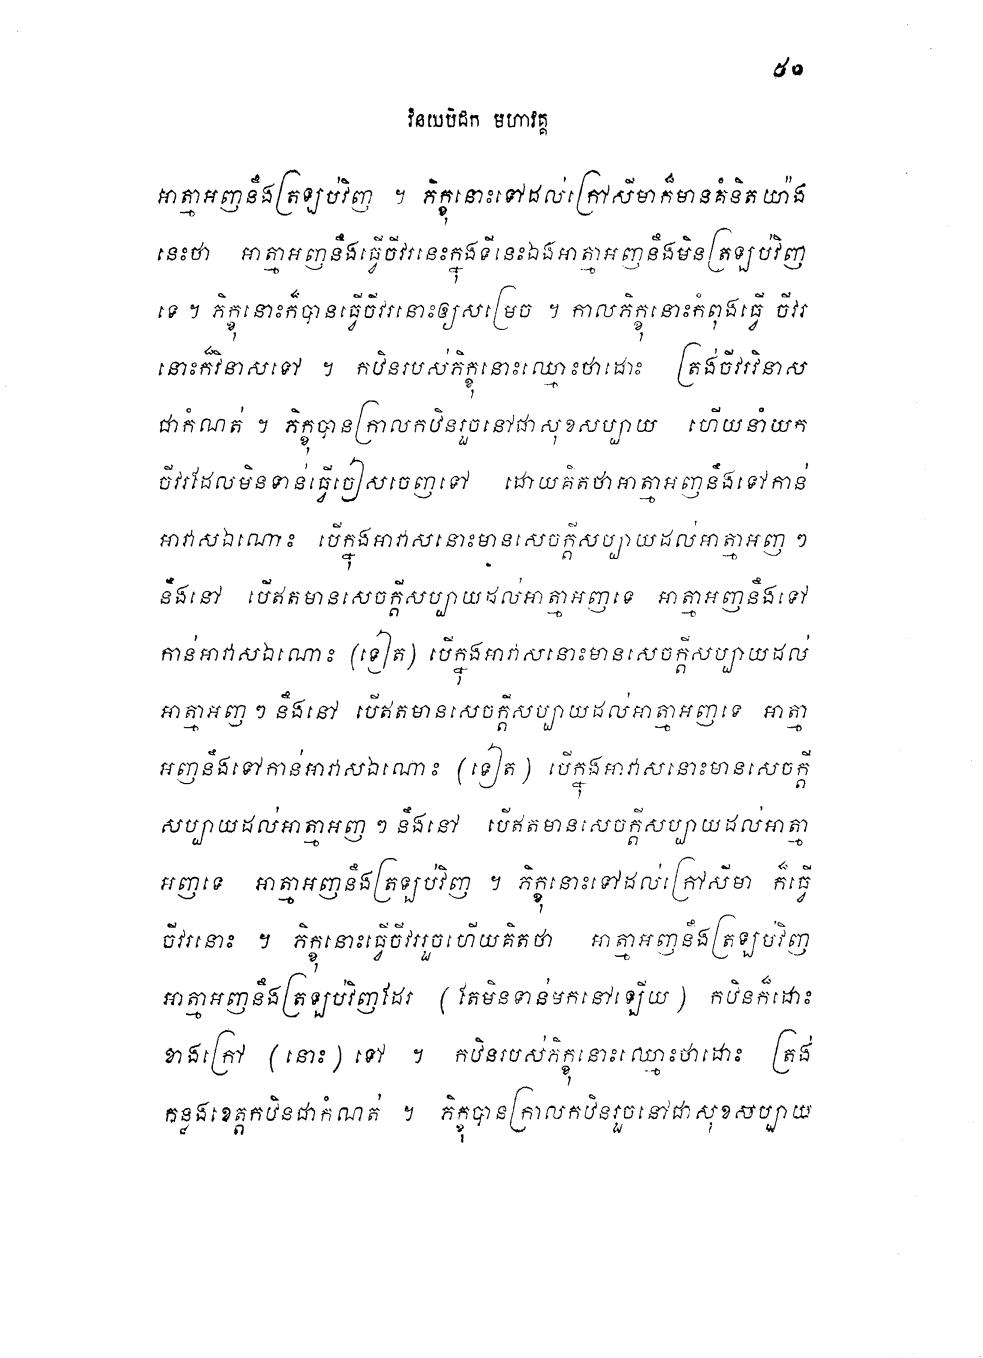 ៥០
វិនយបិដក មហាវគ្គ
អាត្មាអញនឹងត្រឡប់វិញ ។ ភិក្ខុនោះទៅដល់ក្រៅសីមាក៏មានគំនិតយ៉ាង
នេះថា អាត្មាអញនឹងធ្វើចីវរនេះក្នុងទីនេះឯងអាត្មាអញនឹងមិនត្រឡប់វិញ
ទេ ។ ភិក្ខុនោះក៏បានធ្វើចីវរនោះឲ្យសម្រេច ។ កាលភិក្ខុនោះកំពុងធ្វើ ចីវរ
នោះក៏វិនាសទៅ ។ កឋិនរបស់ភិក្ខុនោះឈ្មោះថាដោះ ត្រង់ចីវរវិនាស
ជាកំណត់ ។ ភិក្ខុបានក្រាលកឋិនរួចនៅជាសុខសប្បាយ ហើយនាំយក
ចីវរដែលមិនទាន់ធ្វើចៀសចេញទៅ ដោយគិតថាអាត្មាអញនឹងទៅកាន់
អាវាសឯណោះ បើក្នុងអាវាសនោះមានសេចក្តីសប្បាយដល់អាត្មាអញ ៗ
នឹងនៅ បើឥតមានសេចក្តីសប្បាយដល់អាត្មាអញទេ អាត្មាអញនឹងទៅ
កាន់អាវាសឯណោះ (ទៀត) បើក្នុងអាវាសនោះមានសេចក្តីសប្បាយដល់
អាត្មាអញ ៗ នឹងនៅ បើឥតមានសេចក្តីសប្បាយដល់អាត្មាអញទេ អាត្មា
អញនឹងទៅកាន់អាវាសឯណោះ (ទៀត) បើក្នុងអាវាសនោះមានសេចក្តី
សប្បាយដល់អាត្មាអញ ៗ នឹងនៅ បើឥតមានសេចក្តីសប្បាយដល់អាត្មា
អញទេ អាត្មាអញនឹងត្រឡប់វិញ ។ ភិក្ខុនោះទៅដល់ក្រៅសីមា ក៏ធ្វើ
ចីវរនោះ ។ ភិក្ខុនោះធ្វើចីវររួចហើយគិតថា អាត្មាអញនឹងត្រឡប់វិញ
អាត្មាអញនឹងត្រឡប់វិញដែរ (តែមិនទាន់មកនៅឡើយ) កឋិនក៏ដោះ
ខាងក្រៅ (នោះ) ទៅ ។ កឋិនរបស់ភិក្ខុនោះឈ្មោះថាដោះ ត្រង់
កន្លងខេត្តកឋិនជាកំណត់ ។ ភិក្ខុបានក្រាលកឋិនរួចនៅជាសុខសប្បាយ